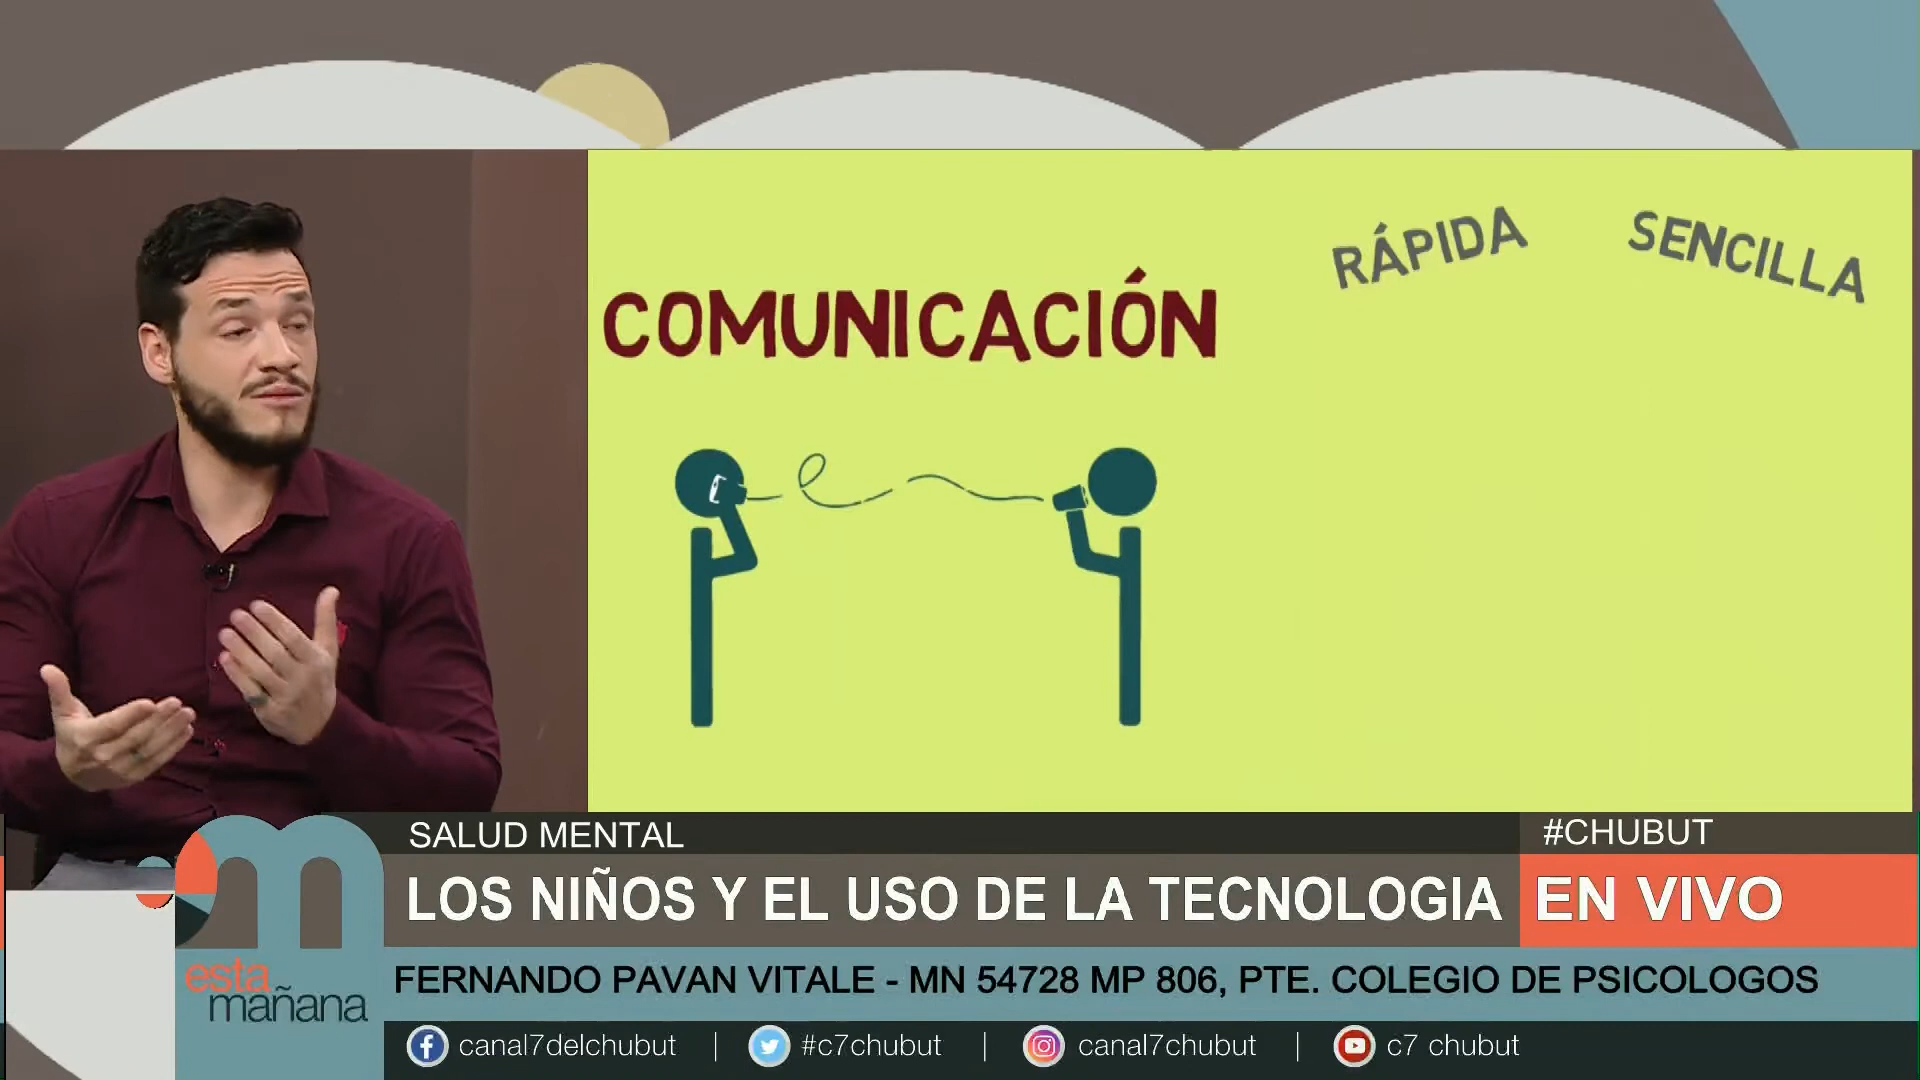 RÁPIDA
SENCILLA
COMUNICACIÓN
SALUD MENTAL
#CHUBUT
LOS NIÑOS Y EL USO DE LA TECNOLOGIA
EN VIVO
esta
mañana
FERNANDO PAVAN VITALE - MN 54728 MP 806, PTE. COLEGIO DE PSICOLOGOS
canal7delchubut | #c7chubut | canal7chubut | c7 chubut